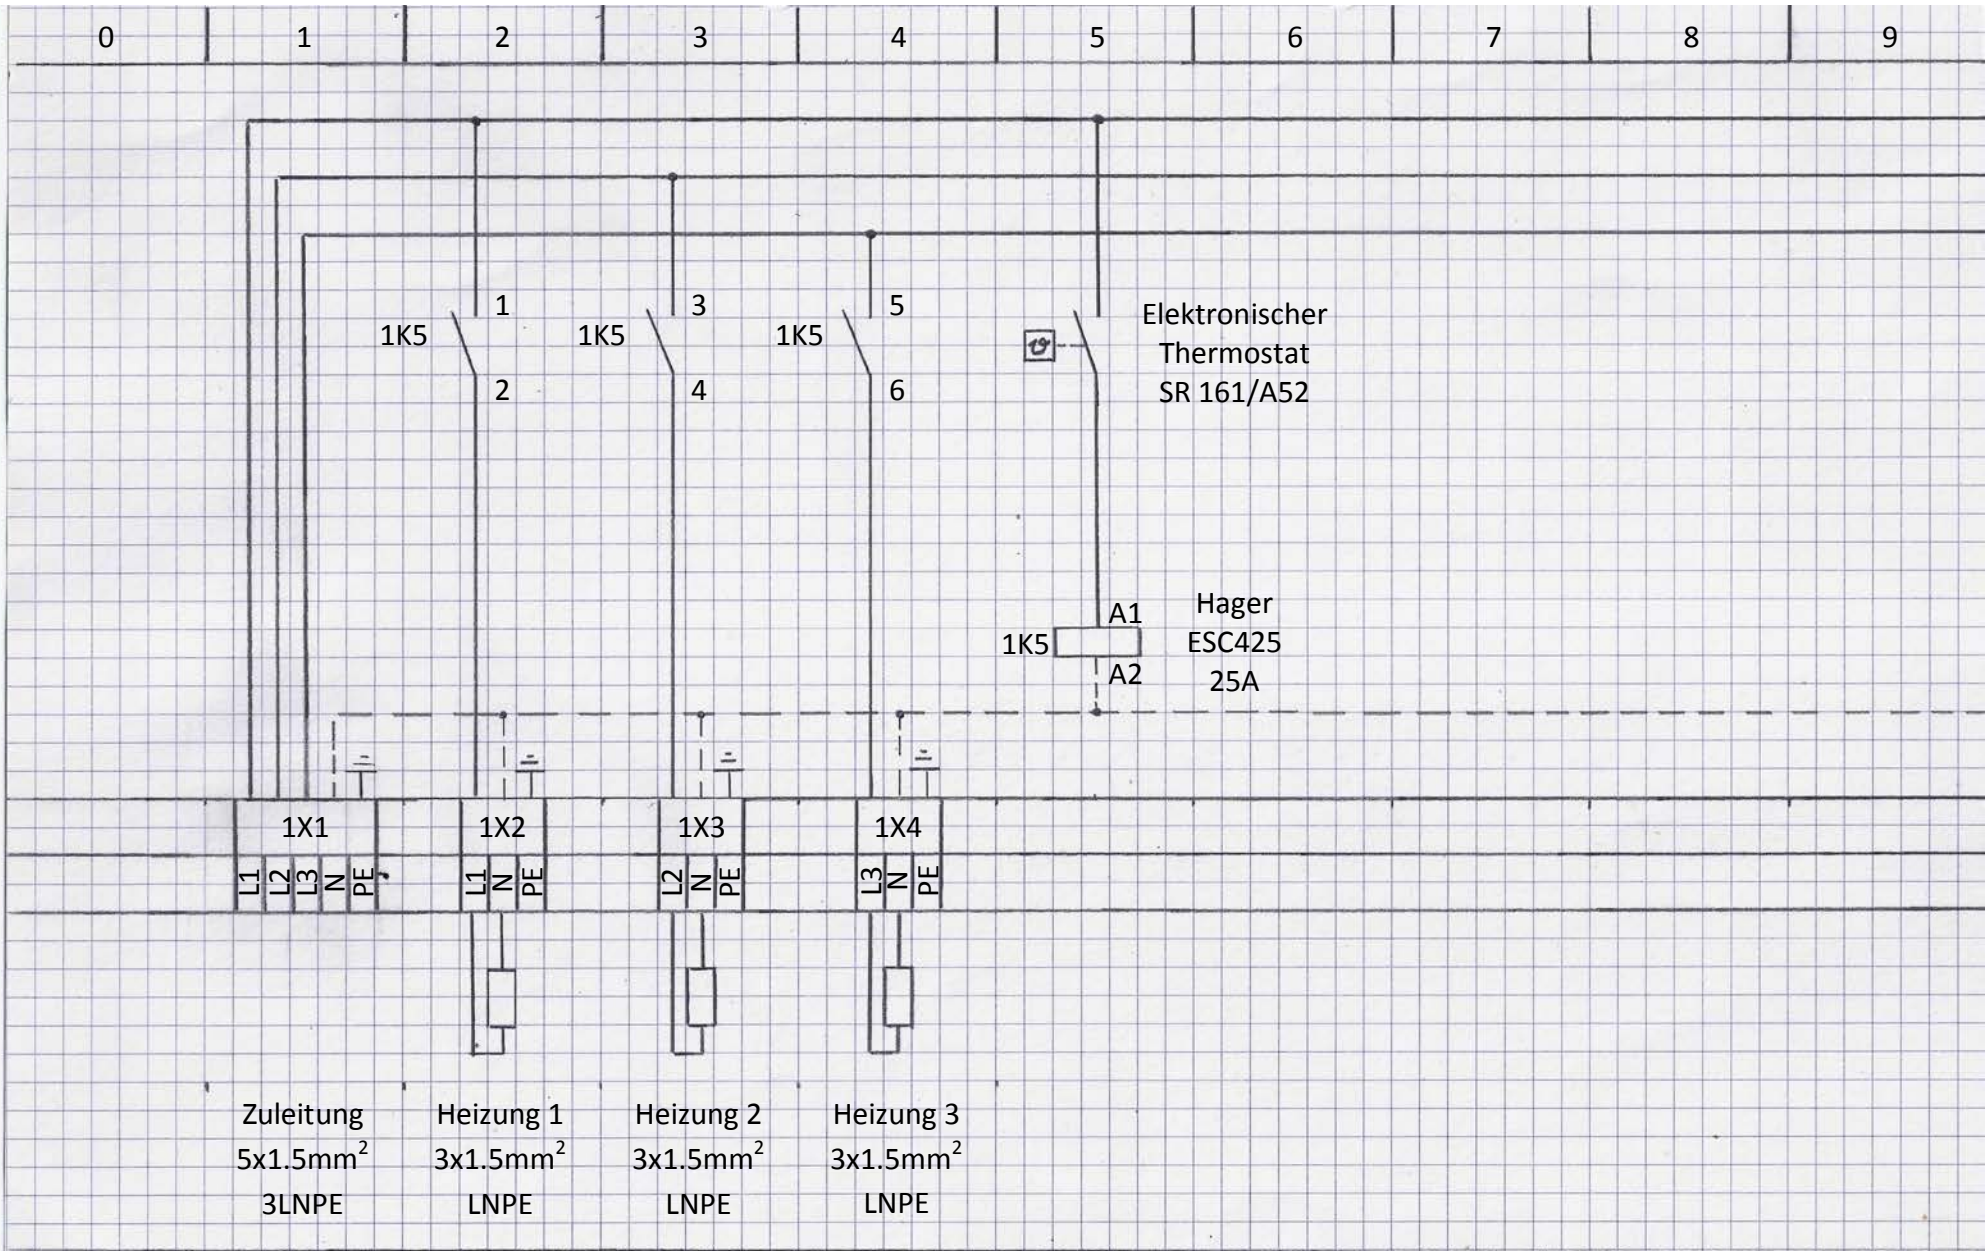 0 1 2 3 4 5 6 7 8 9
1 3 5
1K5 1K5 1K5 ϑ
2 4 6
Elektronischer
Thermostat
SR 161/A52
A1
1K5
A2
Hager
ESC425
25A
1X1 1X2 1X3 1X4
L1 L2 L3 N PE L1 N PE L2 N PE L3 N PE
Zuleitung
5x1.5mm²
3LNPE
Heizung 1
3x1.5mm²
LNPE
Heizung 2
3x1.5mm²
LNPE
Heizung 3
3x1.5mm²
LNPE